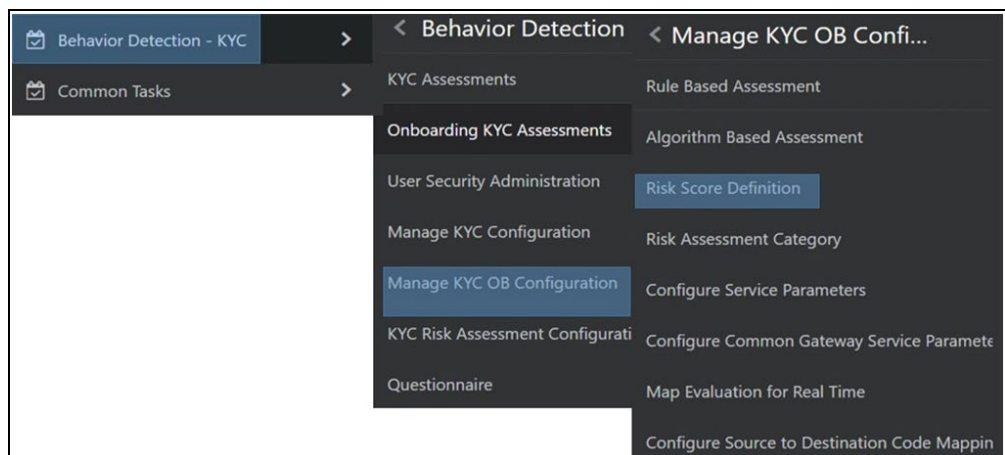 Behavior Detection - KYC
Common Tasks
Behavior Detection
KYC Assessments
Onboarding KYC Assessments
User Security Administration
Manage KYC Configuration
Manage KYC OB Configuration
KYC Risk Assessment Configurati
Questionnaire
Manage KYC OB Confi...
Rule Based Assessment
Algorithm Based Assessment
Risk Score Definition
Risk Assessment Category
Configure Service Parameters
Configure Common Gateway Service Paramete
Map Evaluation for Real Time
Configure Source to Destination Code Mappin